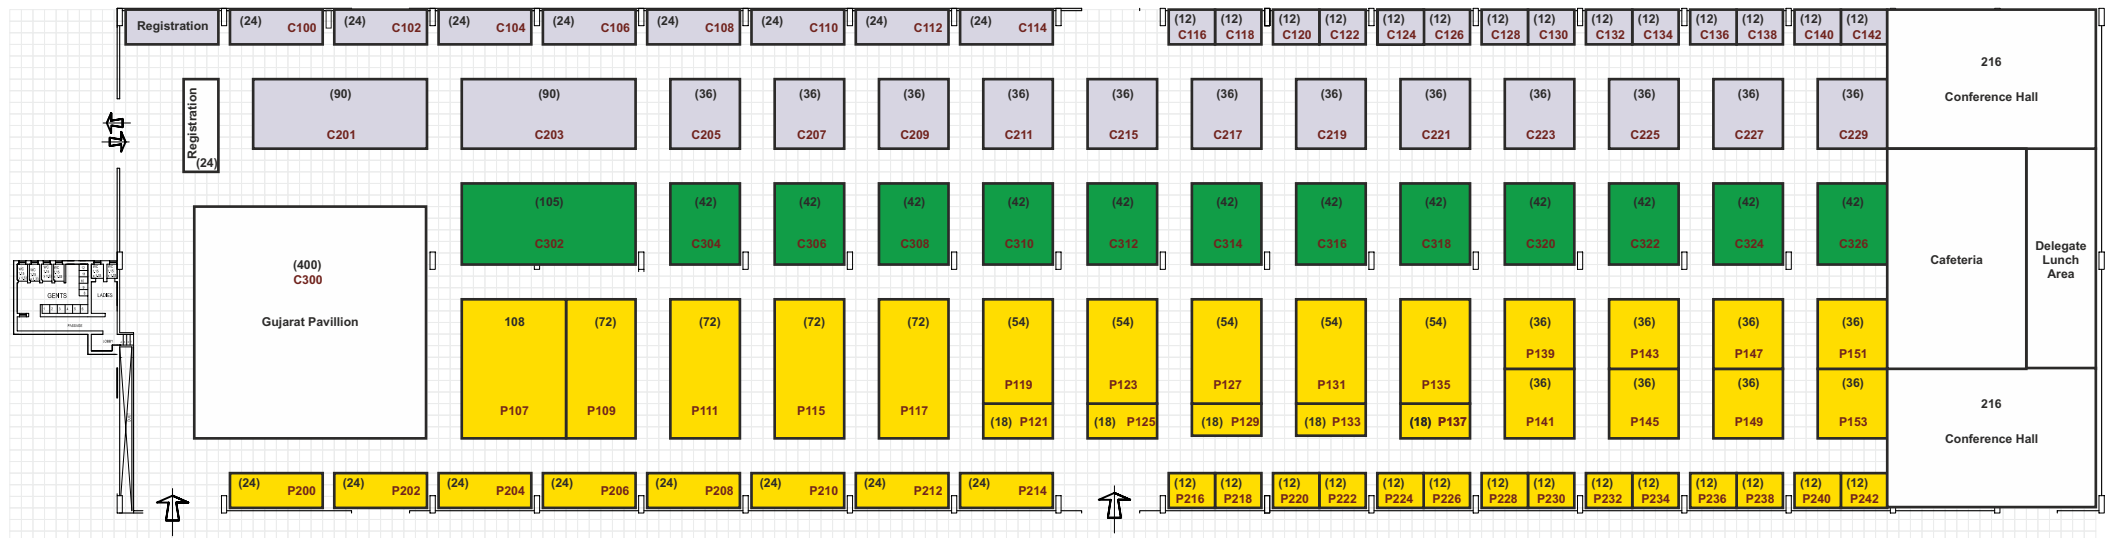 Registration
(24) C100
(24) C102
(24) C104
(24) C106
(24) C108
(24) C110
(24) C112
(24) C114
(12) C116
(12) C118
(12) C120
(12) C122
(12) C124
(12) C126
(12) C128
(12) C130
(12) C132
(12) C134
(12) C136
(12) C138
(12) C140
(12) C142
216
Conference Hall
Registration
(24)
(90)
C201
(90)
C203
(36)
C205
(36)
C207
(36)
C209
(36)
C211
(36)
C215
(36)
C217
(36)
C219
(36)
C221
(36)
C223
(36)
C225
(36)
C227
(36)
C229
(105)
C302
(42)
C304
(42)
C306
(42)
C308
(42)
C310
(42)
C312
(42)
C314
(42)
C316
(42)
C318
(42)
C320
(42)
C322
(42)
C324
(42)
C326
Cafeteria
Delegate
Lunch
Area
(400)
C300
Gujarat Pavillion
GENTS
LADIES
108
P107
(72)
P109
(72)
P111
(72)
P115
(72)
P117
(54)
P119
(18) P121
(54)
P123
(18) P125
(54)
P127
(18) P129
(54)
P131
(18) P133
(54)
P135
(18) P137
(36)
P139
(36)
P141
(36)
P143
(36)
P145
(36)
P147
(36)
P149
(36)
P151
(36)
P153
216
Conference Hall
(24) P200
(24) P202
(24) P204
(24) P206
(24) P208
(24) P210
(24) P212
(24) P214
(12) P216
(12) P218
(12) P220
(12) P222
(12) P224
(12) P226
(12) P228
(12) P230
(12) P232
(12) P234
(12) P236
(12) P238
(12) P240
(12) P242